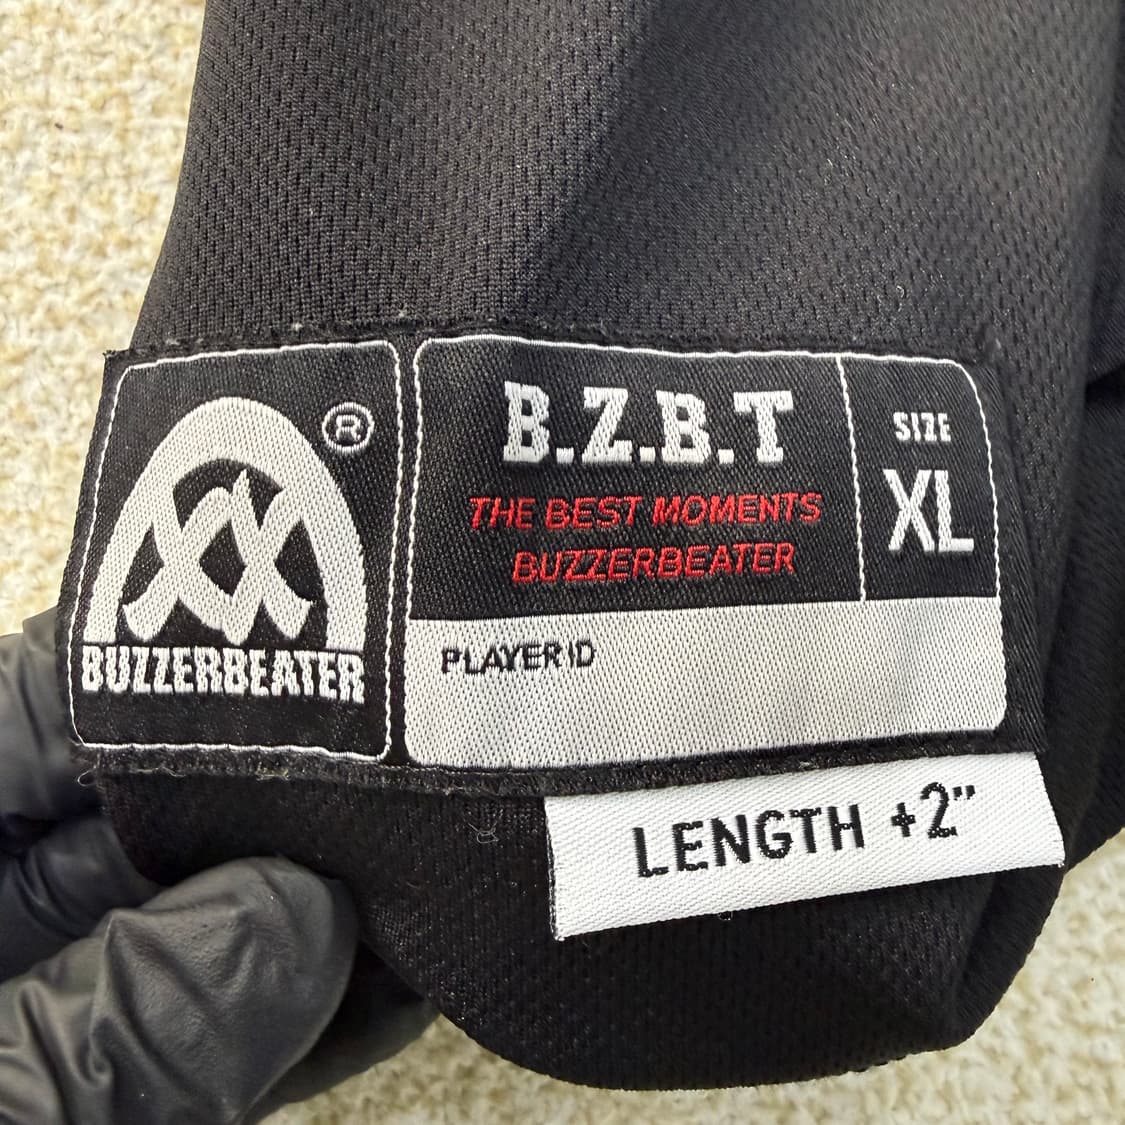 ®
BUZZERBEATER
B.Z.B.T
THE BEST MOMENTS
BUZZERBEATER
SIZE
XL
PLAYER ID
LENGTH +2"